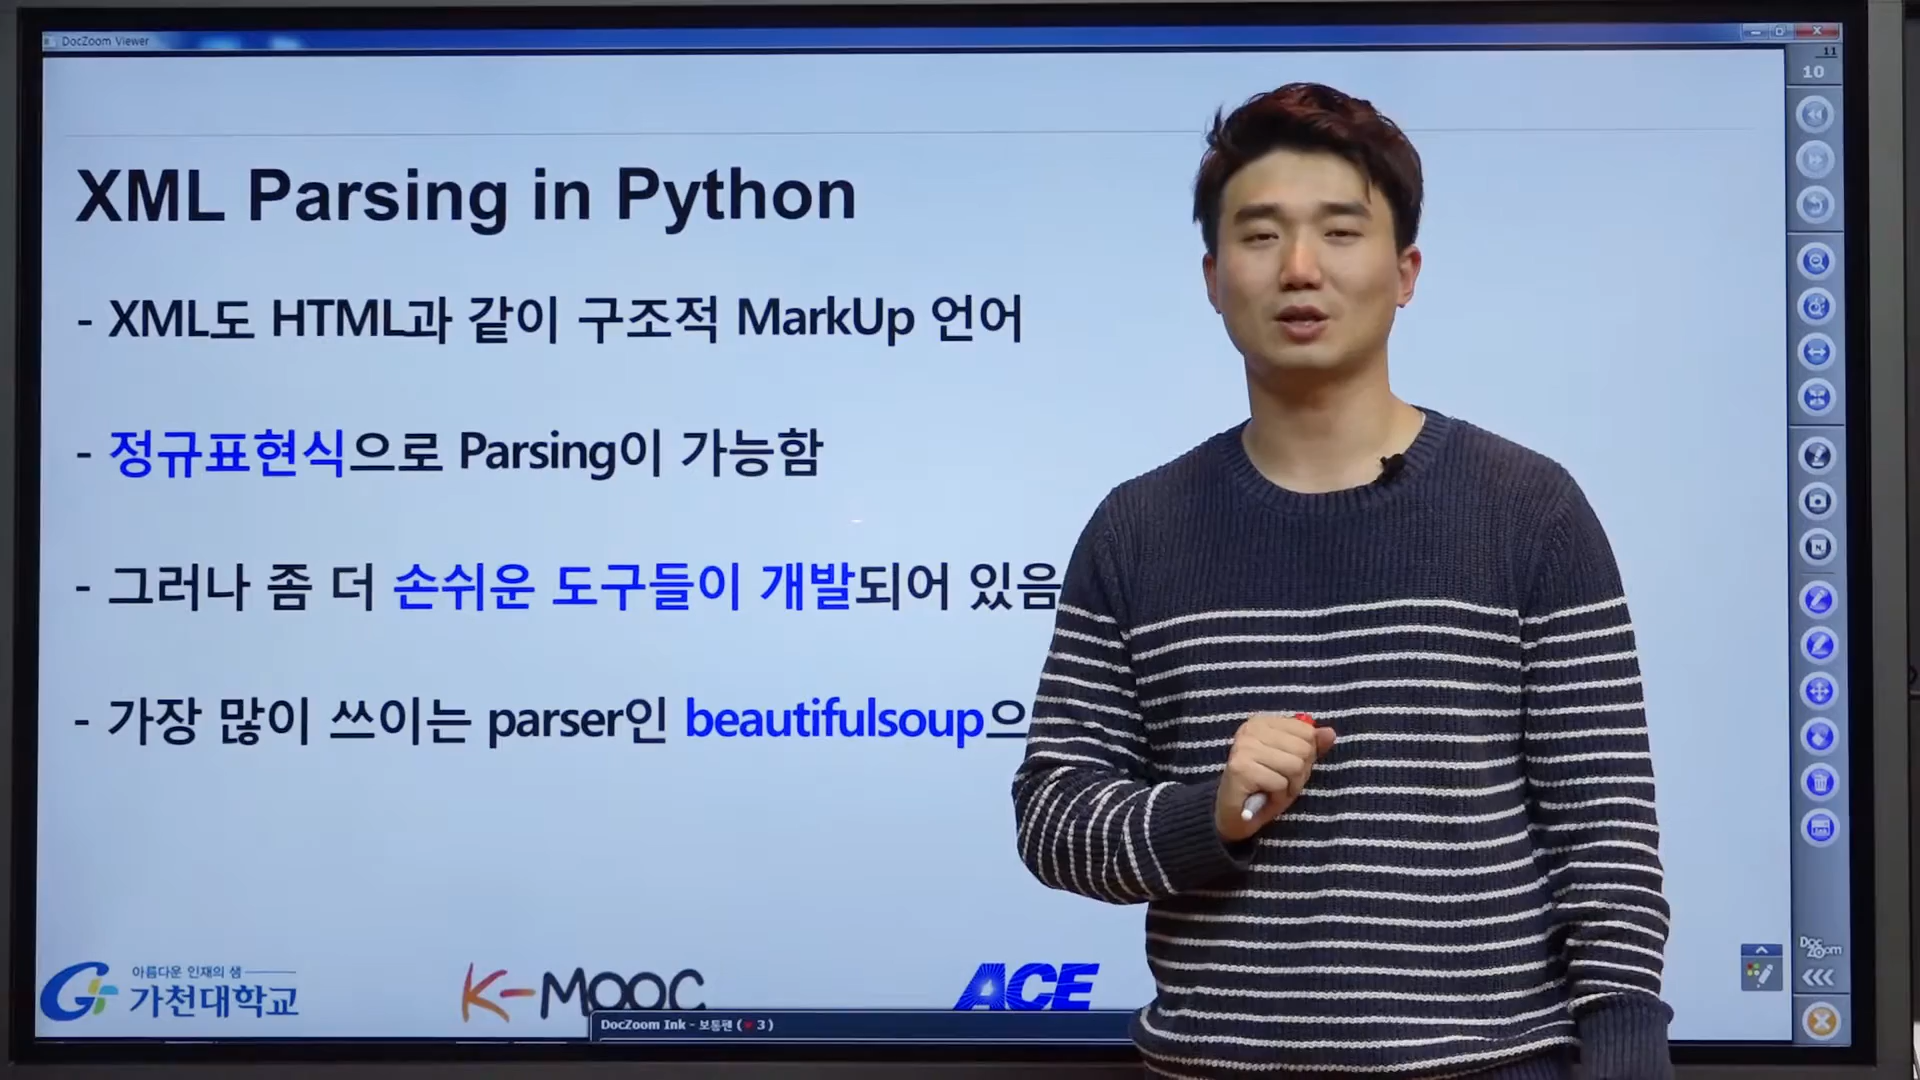 DocZoom Viewer
11
10
XML Parsing in Python
- XML도 HTML과 같이 구조적 MarkUp 언어
- 정규표현식으로 Parsing이 가능함
- 그러나 좀 더 손쉬운 도구들이 개발되어 있음
- 가장 많이 쓰이는 parser인 beautifulsoup으
아름다운 인재의 샘
가천대학교
K-MOOC
ACE
DocZoom Ink - 보통펜 ( 3 )
DocZoom